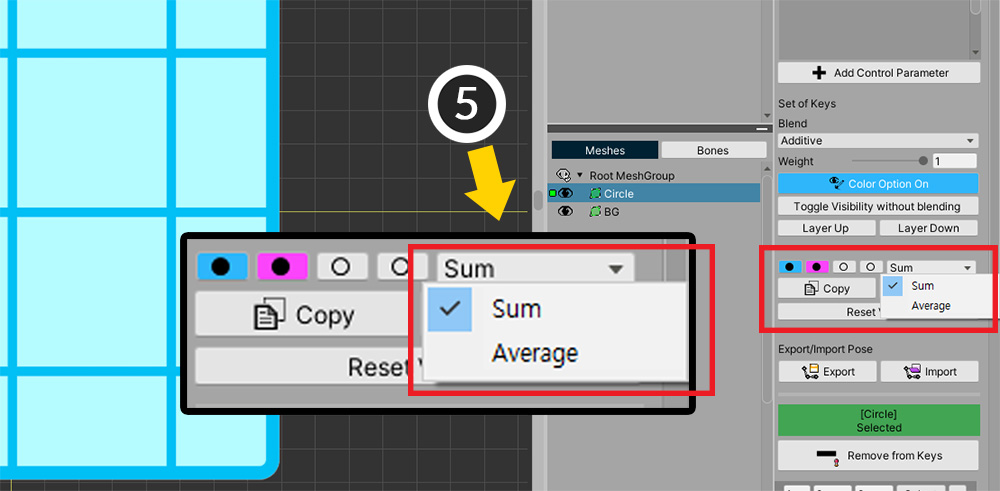 5
Sum
Sum
Copy
Average
Reset
Meshes
Bones
Root MeshGroup
Circle
BG
Add Control Parameter
Set of Keys
Blend
Additive
Weight
1
Color Option On
Toggle Visibility without blending
Layer Up
Layer Down
Sum
Copy
Sum
Average
Reset
Export/Import Pose
Export
Import
[Circle]
Selected
Remove from Keys